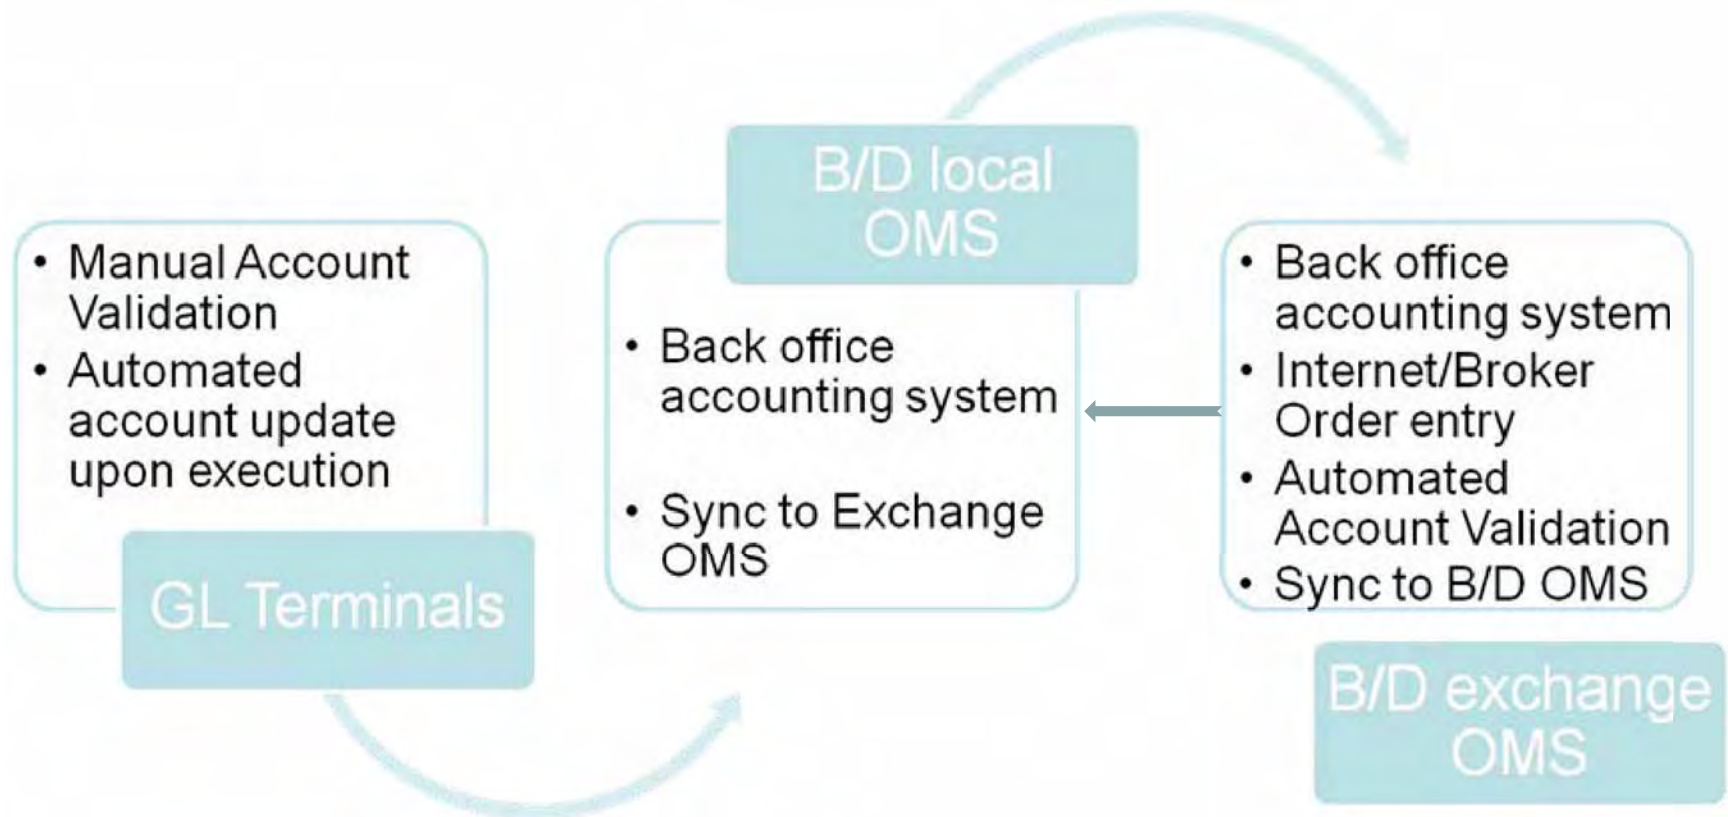 • Manual Account
Validation
• Automated
account update
upon execution
GL Terminals
B/D local
OMS
• Back office
accounting system
• Sync to Exchange
OMS
• Back office
accounting system
• Internet/Broker
Order entry
• Automated
Account Validation
• Sync to B/D OMS
B/D exchange
OMS